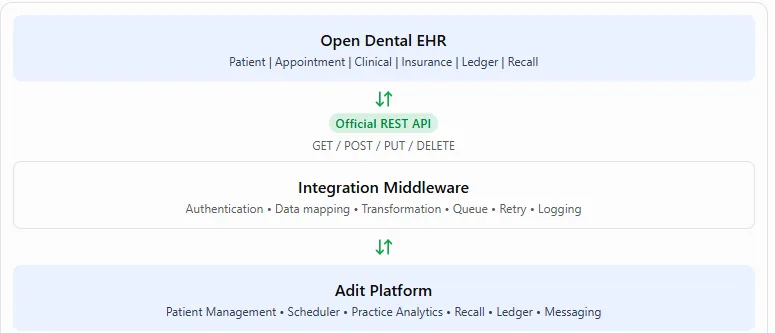 Open Dental EHR
Patient | Appointment | Clinical | Insurance | Ledger | Recall
Official REST API
GET / POST / PUT / DELETE
Integration Middleware
Authentication • Data mapping • Transformation • Queue • Retry • Logging
Adit Platform
Patient Management • Scheduler • Practice Analytics • Recall • Ledger • Messaging